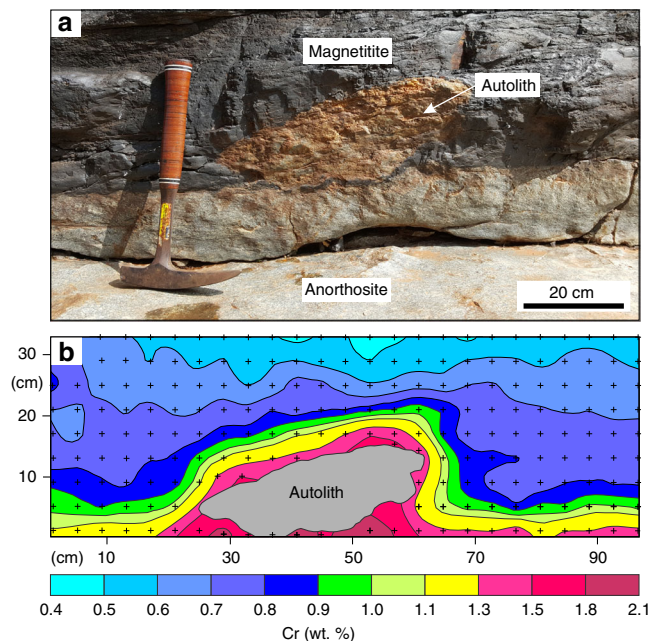 a
Magnetitite
Autolith
Anorthosite
20 cm
b
30
(cm)
20
10
Autolith
(cm) 10 30 50 70 90
0.4 0.5 0.6 0.7 0.8 0.9 1.0 1.1 1.3 1.5 1.8 2.1
Cr (wt. %)